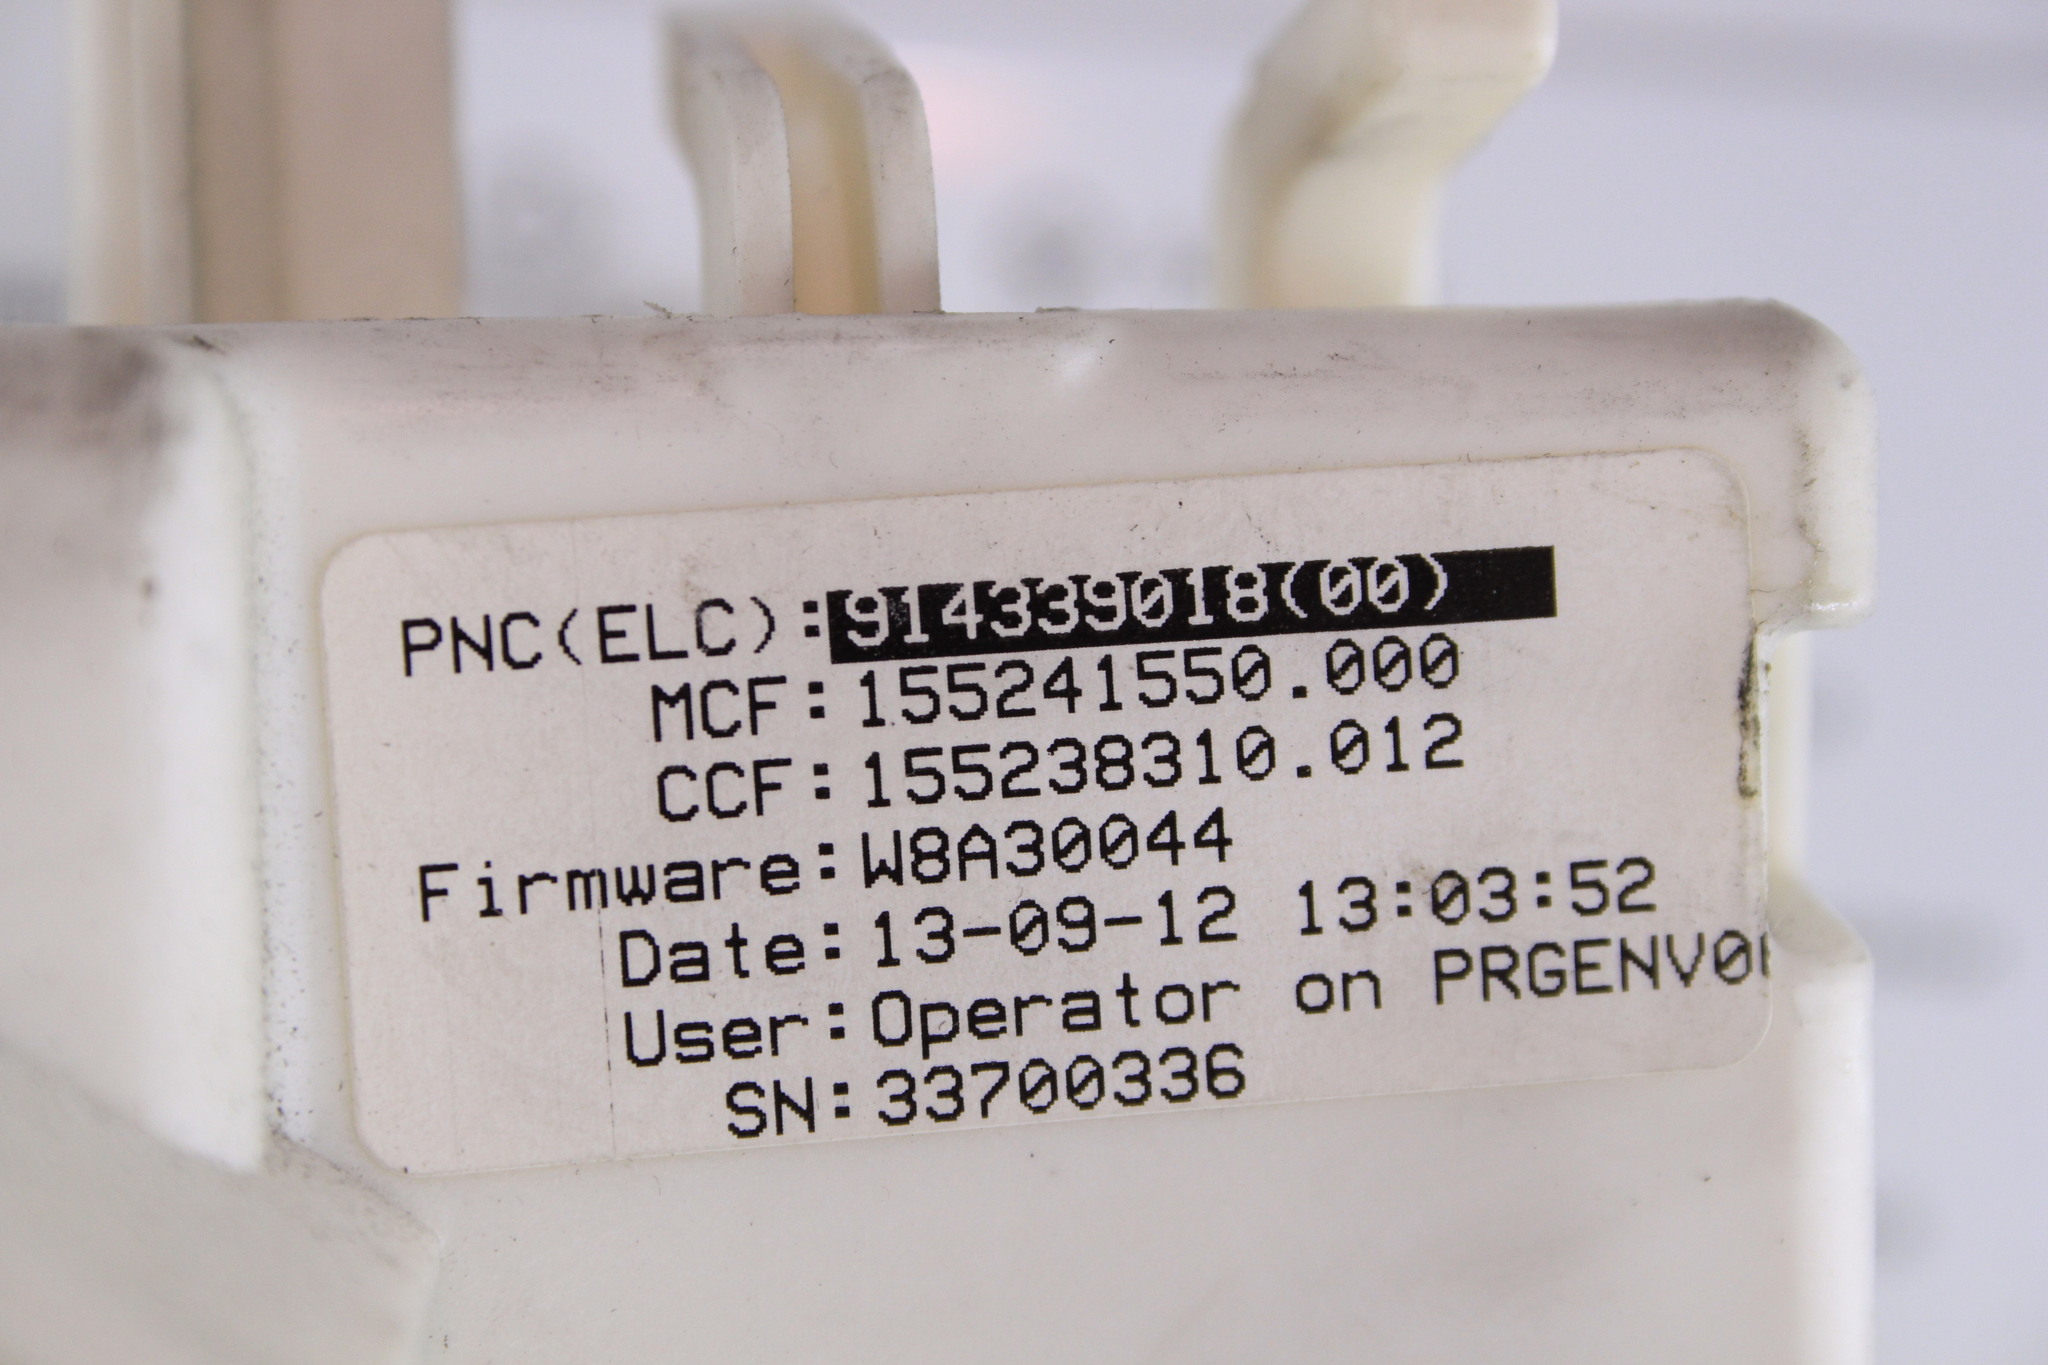 PNC(ELC):914339018(00)
MCF:155241550.000
CCF:155238310.012
Firmware:W8A30044
Date:13-09-12 13:03:52
User:Operator on
SN:33700336